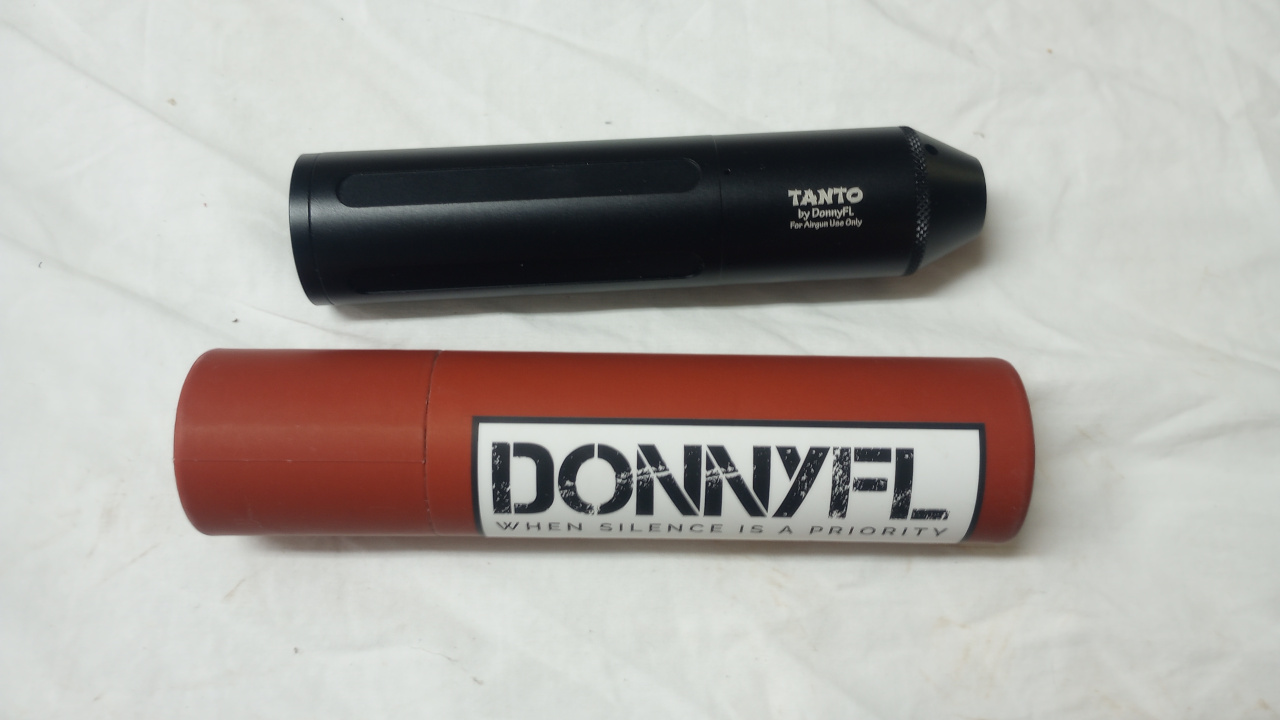 TANTO
by DonnyFL
For Airgun Use Only
DONNYFL
WHEN SILENCE IS A PRIORITY